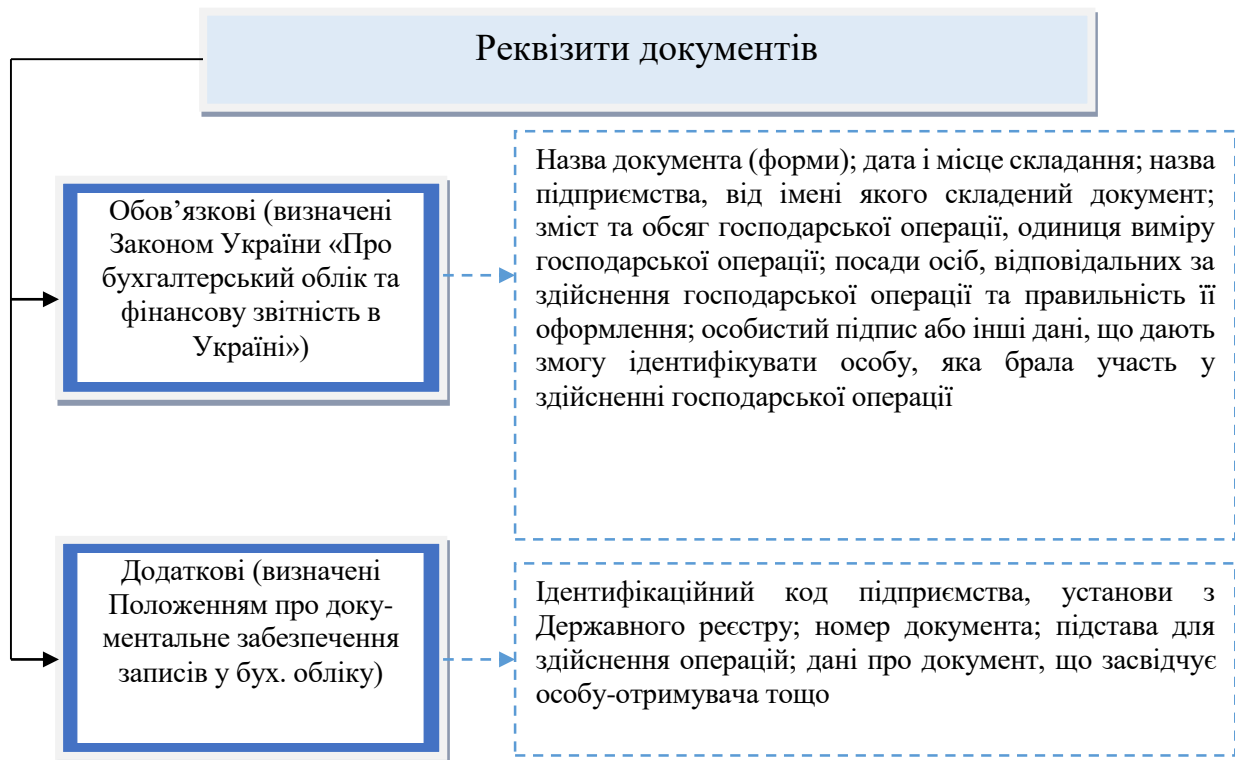 Реквізити документів
Обов’язкові (визначені
Законом України «Про
бухгалтерський облік та
фінансову звітність в
Україні»)
Назва документа (форми); дата і місце складання; назва
підприємства, від імені якого складений документ;
зміст та обсяг господарської операції, одиниця виміру
господарської операції; посади осіб, відповідальних за
здійснення господарської операції та правильність її
оформлення; особистий підпис або інші дані, що дають
змогу ідентифікувати особу, яка брала участь у
здійсненні господарської операції
Додаткові (визначені
Положенням про доку-
ментальне забезпечення
записів у бух. обліку)
Ідентифікаційний код підприємства, установи з
Державного реєстру; номер документа; підстава для
здійснення операцій; дані про документ, що засвідчує
особу-отримувача тощо